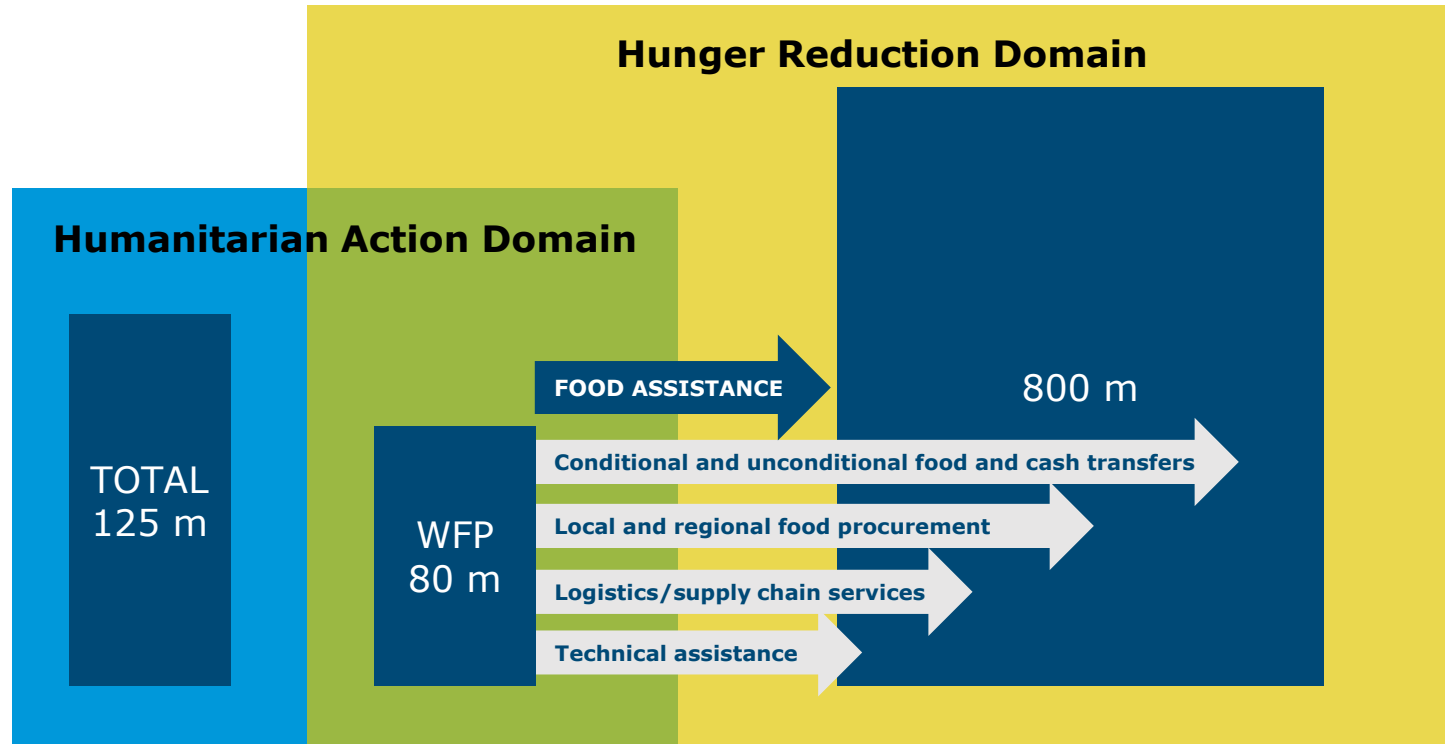 Hunger Reduction Domain
Humanitarian Action Domain
TOTAL
125 m
WFP
80 m
FOOD ASSISTANCE
800 m
Conditional and unconditional food and cash transfers
Local and regional food procurement
Logistics/supply chain services
Technical assistance